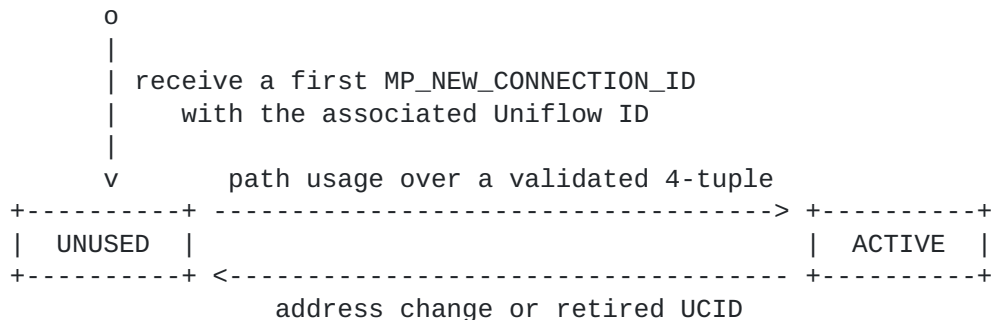 o
receive a first MP_NEW_CONNECTION_ID
with the associated Uniflow ID
v
path usage over a validated 4-tuple
UNUSED ACTIVE
address change or retired UCID